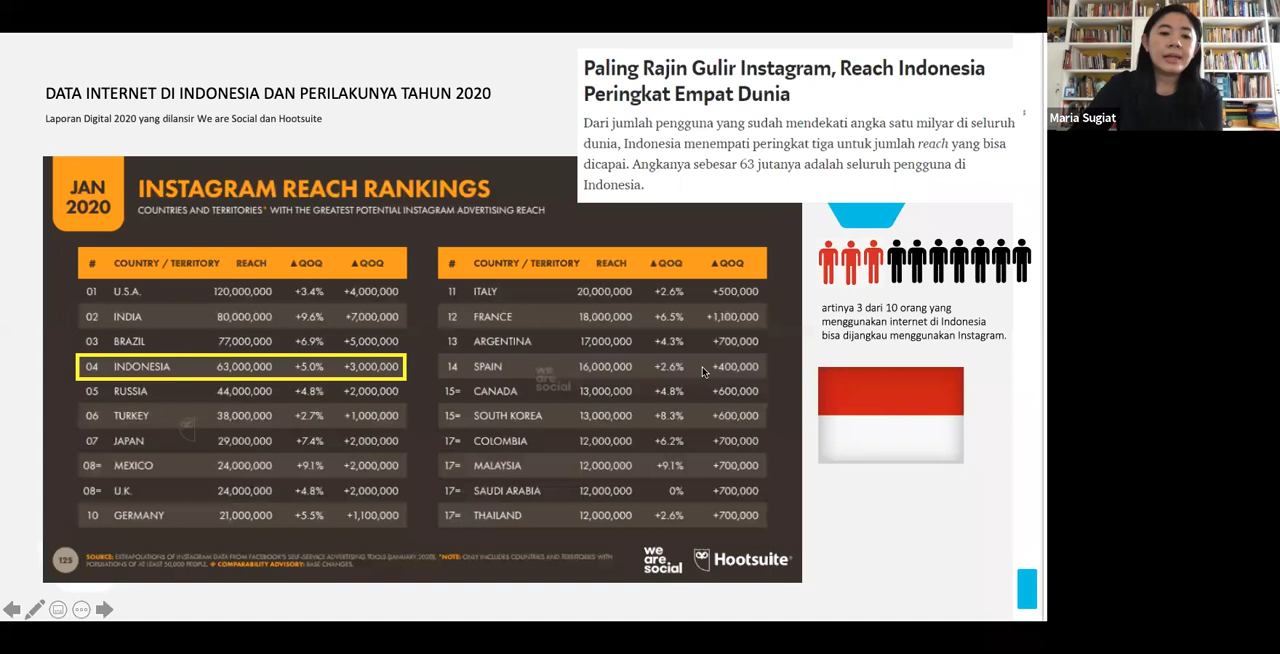 DATA INTERNET DI INDONESIA DAN PERILAKUNYA TAHUN 2020
Laporan Digital 2020 yang dilansir We are Social dan Hootsuite
Paling Rajin Gulir Instagram, Reach Indonesia
Peringkat Empat Dunia
Dari jumlah pengguna yang sudah mendekati angka satu milyar di seluruh
dunia, Indonesia menempati peringkat tiga untuk jumlah reach yang bisa
dicapai. Angkanya sebesar 63 jutanya adalah seluruh pengguna di
Indonesia.
Maria Sugiat
JAN
2020
INSTAGRAM REACH RANKINGS
COUNTRIES AND TERRITORIES* WITH THE GREATEST POTENTIAL INSTAGRAM ADVERTISING REACH
# COUNTRY / TERRITORY REACH ▲QOQ ▲QOQ
01 U.S.A. 120,000,000 +3.4% +4,000,000
02 INDIA 80,000,000 +9.6% +7,000,000
03 BRAZIL 77,000,000 +6.9% +5,000,000
04 INDONESIA 63,000,000 +5.0% +3,000,000
05 RUSSIA 44,000,000 +4.8% +2,000,000
06 TURKEY 38,000,000 +2.7% +1,000,000
07 JAPAN 29,000,000 +7.4% +2,000,000
08= MEXICO 24,000,000 +9.1% +2,000,000
08= U.K. 24,000,000 +4.8% +2,000,000
10 GERMANY 21,000,000 +5.5% +1,100,000
# COUNTRY / TERRITORY REACH ▲QOQ ▲QOQ
11 ITALY 20,000,000 +2.6% +500,000
12 FRANCE 18,000,000 +6.5% +1,100,000
13 ARGENTINA 17,000,000 +4.3% +700,000
14 SPAIN 16,000,000 +2.6% +400,000
15= CANADA 13,000,000 +4.8% +600,000
15= SOUTH KOREA 13,000,000 +8.3% +600,000
17= COLOMBIA 12,000,000 +6.2% +700,000
17= MALAYSIA 12,000,000 +9.1% +700,000
17= SAUDI ARABIA 12,000,000 0% +700,000
17= THAILAND 12,000,000 +2.6% +700,000
we
are
social
125
SOURCE: EXTRAPOLATIONS OF INSTAGRAM DATA FROM FACEBOOK'S SELF-SERVICE ADVERTISING TOOLS (JANUARY 2020). *NOTE: ONLY INCLUDES COUNTRIES AND TERRITORIES WITH
POPULATIONS OF AT LEAST 50,000 PEOPLE. COMPARABILITY ADVISORY: BASE CHANGES.
we
are
social
Hootsuite
artinya 3 dari 10 orang yang
menggunakan internet di Indonesia
bisa dijangkau menggunakan Instagram.